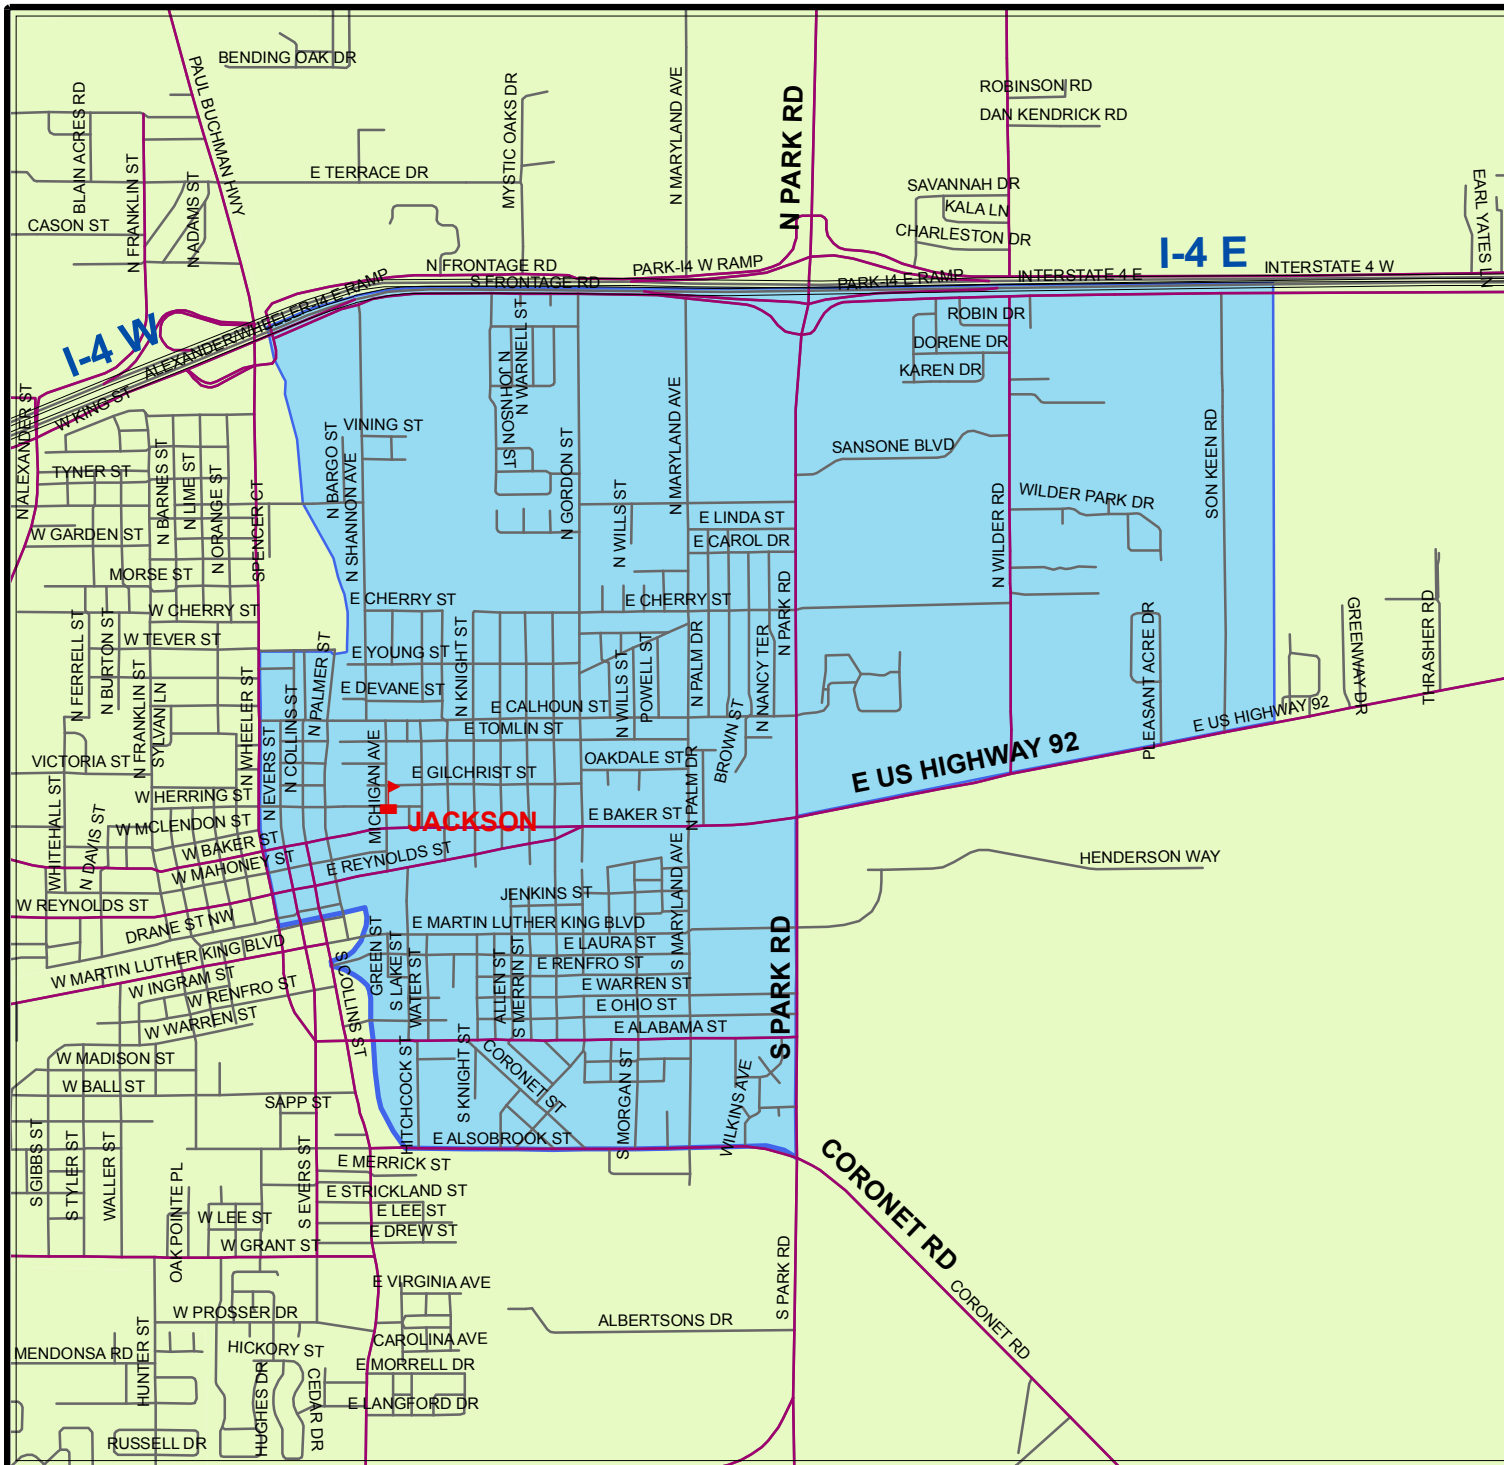 BENDING OAK DR
PAUL BUCHMAN HWY
BLAIN ACRES RD
N FRANKLIN ST
N ADAMS ST
CASON ST
E TERRACE DR
MYSTIC OAKS DR
N MARYLAND AVE
N PARK RD
ROBINSON RD
DAN KENDRICK RD
SAVANNAH DR
KALA LN
CHARLESTON DR
EARL YATES LN
I-4 E
N FRONTAGE RD
S FRONTAGE RD
PARK-I4 W RAMP
PARK-I4 E RAMP
INTERSTATE 4 E
INTERSTATE 4 W
I-4 W
ALEXANDER/WHEELER-I4 E RAMP
W KING ST
N ALEXANDER ST
ROBIN DR
DORENE DR
KAREN DR
N WARNELL ST
N JOHNSON ST
VINING ST
N BARGO ST
N SHANNON AVE
N GORDON ST
N MARYLAND AVE
SANSONE BLVD
SON KEEN RD
TYNER ST
N BARNES ST
N LIME ST
N ORANGE ST
SPENCER CT
W GARDEN ST
N WILLS ST
E LINDA ST
E CAROL DR
WILDER PARK DR
N WILDER RD
MORSE ST
W CHERRY ST
W TEVER ST
E CHERRY ST
E CHERRY ST
N PARK RD
N FERRELL ST
N BURTON ST
N FRANKLIN ST
SYLVAN LN
N WHEELER ST
N PALMER ST
N COLLINS ST
N EVERS ST
E YOUNG ST
E DEVANE ST
N KNIGHT ST
E CALHOUN ST
E TOMLIN ST
N WILLS ST
POWELL ST
N PALM DR
N NANCY TER
BROWN ST
PLEASANT ACRE DR
GREENWAY DR
THRASHER RD
E US HIGHWAY 92
E US HIGHWAY 92
VICTORIA ST
MICHIGAN AVE
E GILCHRIST ST
OAKDALE ST
N PALM DR
W HERRING ST
W MCLENDON ST
W BAKER ST
W MAHONEY ST
JACKSON
E BAKER ST
E REYNOLDS ST
WHITEHALL ST
N DAVIS ST
W REYNOLDS ST
DRANE ST NW
HENDERSON WAY
JENKINS ST
S MARYLAND AVE
E MARTIN LUTHER KING BLVD
W MARTIN LUTHER KING BLVD
E LAURA ST
E RENFRO ST
E WARREN ST
E OHIO ST
E ALABAMA ST
GREEN ST
S LAKE ST
WATER ST
ALLEN ST
S MERRIN ST
S COLLINS ST
S PARK RD
W INGRAM ST
W RENFRO ST
W WARREN ST
W MADISON ST
W BALL ST
SAPP ST
HITCHCOCK ST
S KNIGHT ST
CORONET ST
S MORGAN ST
WILKINS AVE
E ALSOBROOK ST
S GIBBS ST
S TYLER ST
WALLER ST
OAK POINTE PL
S EVERS ST
E MERRICK ST
E STRICKLAND ST
E LEE ST
E DREW ST
W LEE ST
W GRANT ST
CORONET RD
CORONET RD
S PARK RD
E VIRGINIA AVE
W PROSSER DR
CAROLINA AVE
ALBERTSONS DR
MENDONSA RD
HUNTER ST
HICKORY ST
HUGHES DR
CEDAR DR
E MORRELL DR
E LANGFORD DR
RUSSELL DR